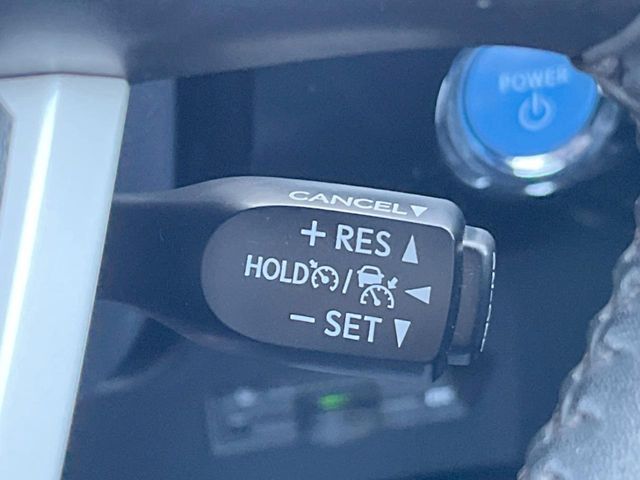 POWER
CANCEL▼
+ RES ▲
HOLD / ◀
− SET ▼